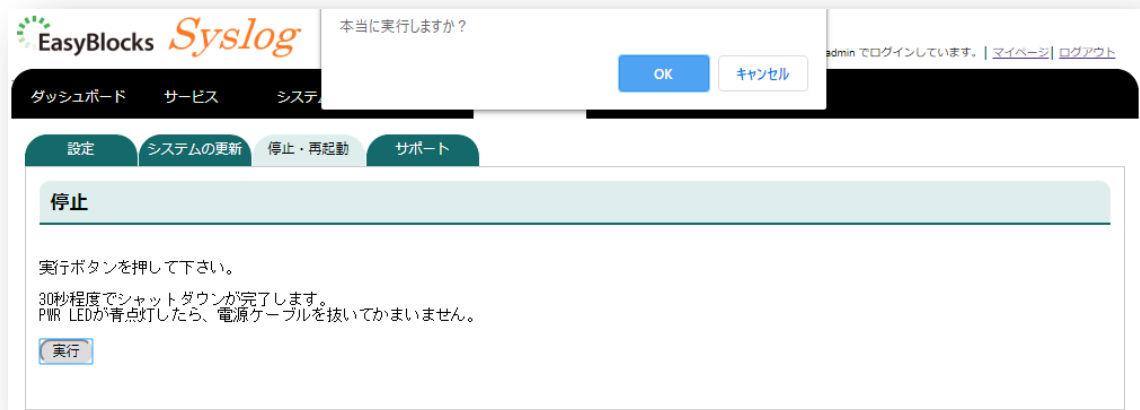 EasyBlocks Syslog
本当に実行しますか？
OK キャンセル
admin でログインしています。| マイページ| ログアウト
ダッシュボード サービス システ
設定 システムの更新 停止・再起動 サポート
停止
実行ボタンを押して下さい。
30秒程度でシャットダウンが完了します。
PWR LEDが青点灯したら、電源ケーブルを抜いてかまいません。
実行